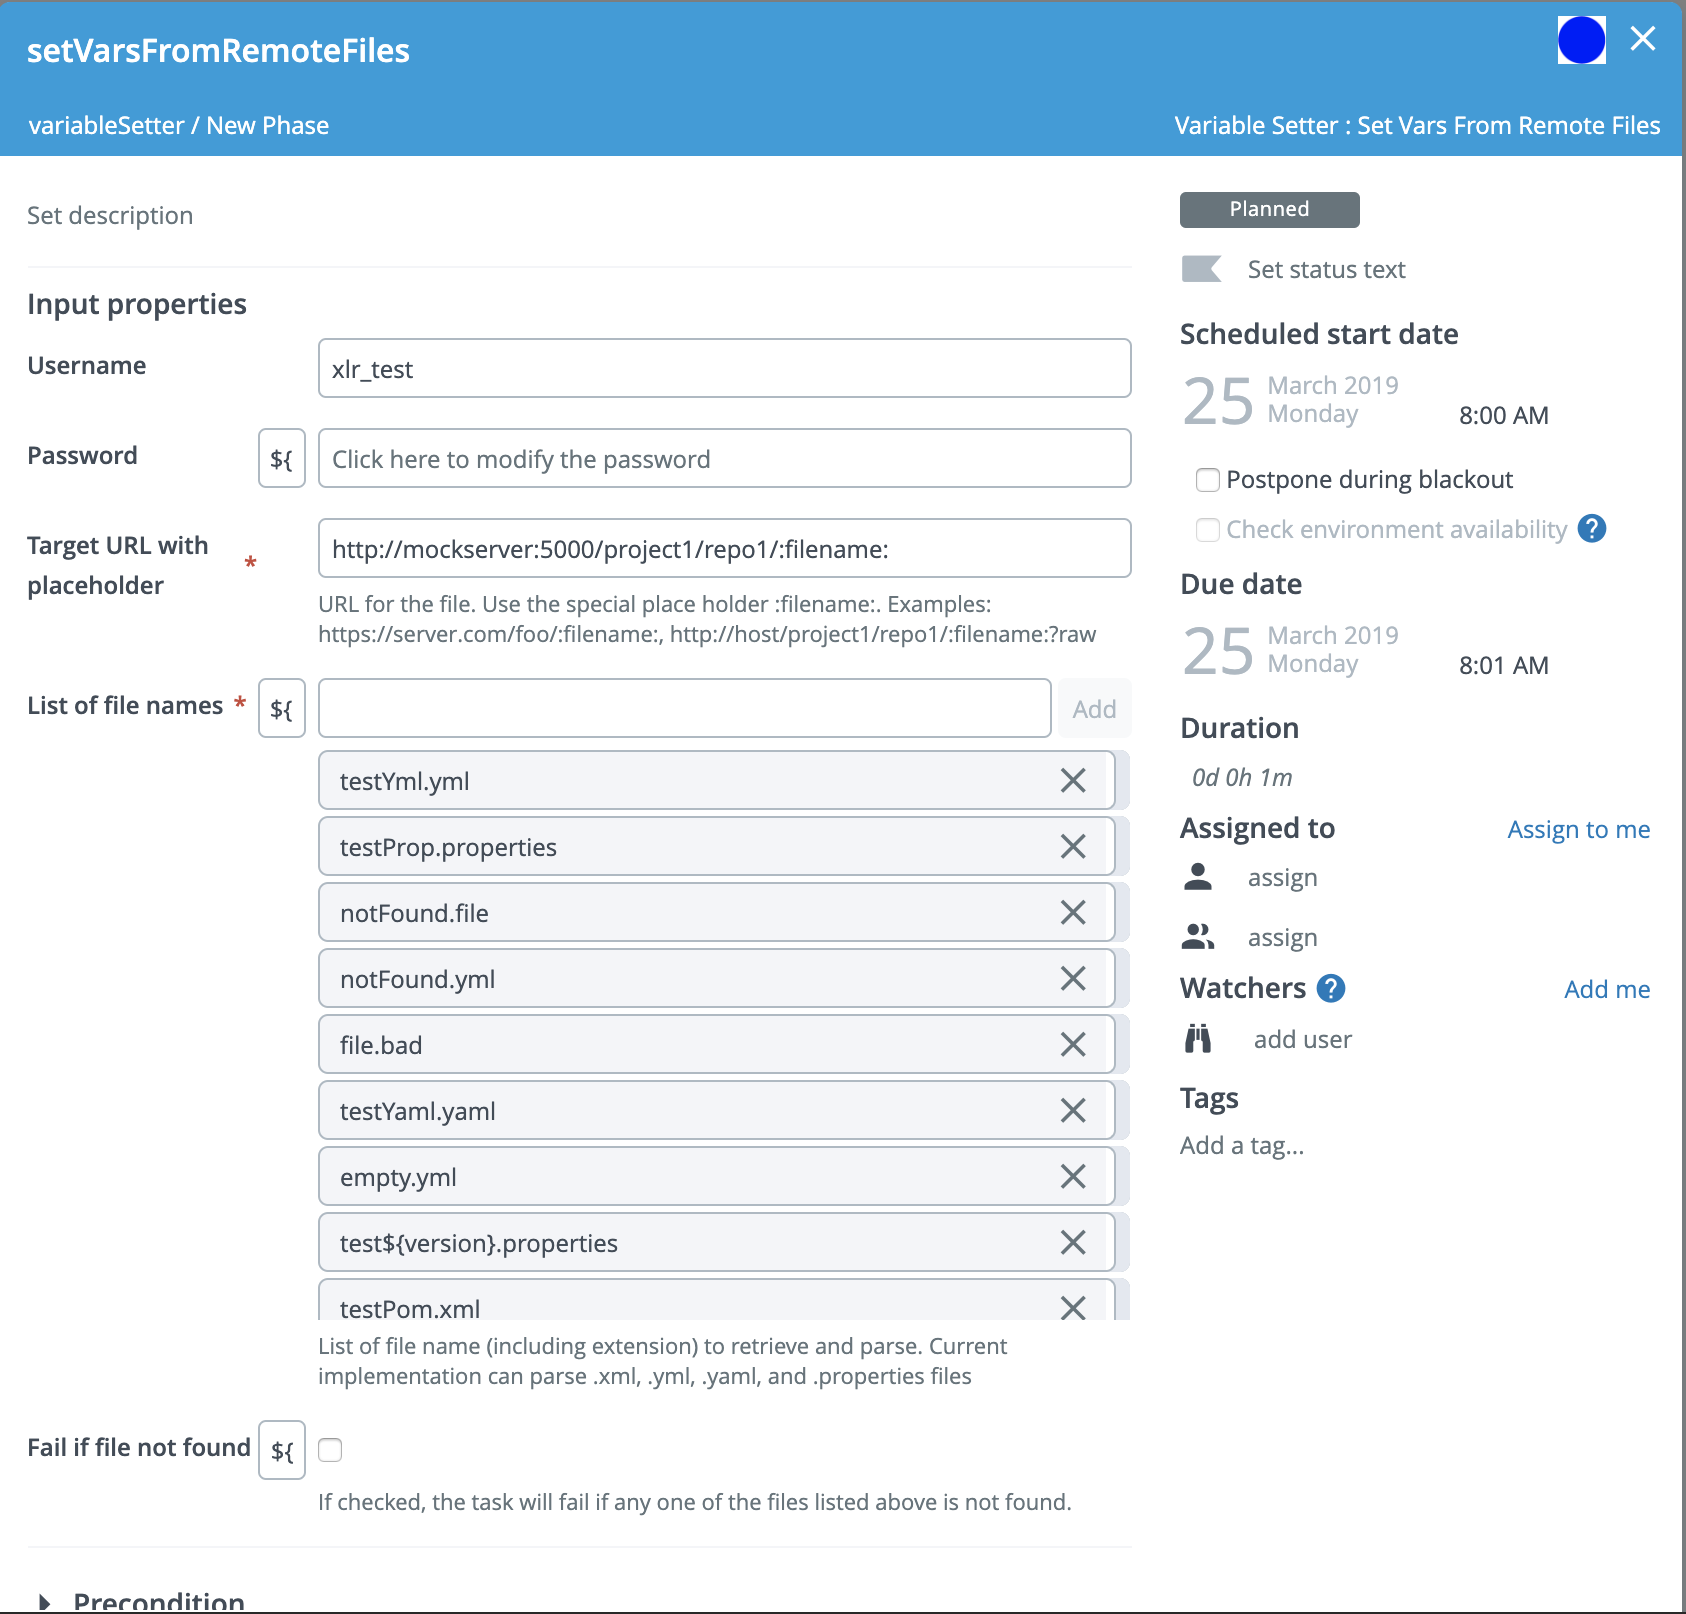 setVarsFromRemoteFiles
variableSetter / New Phase
Variable Setter : Set Vars From Remote Files
Set description
Input properties
Username
xlr_test
Password
${
Click here to modify the password
Target URL with
placeholder
*
http://mockserver:5000/project1/repo1/:filename:
URL for the file. Use the special place holder :filename:. Examples:
https://server.com/foo/:filename:, http://host/project1/repo1/:filename:?raw
List of file names *
${
Add
testYml.yml
testProp.properties
notFound.file
notFound.yml
file.bad
testYaml.yaml
empty.yml
test${version}.properties
testPom.xml
List of file name (including extension) to retrieve and parse. Current
implementation can parse .xml, .yml, .yaml, and .properties files
Fail if file not found
${
If checked, the task will fail if any one of the files listed above is not found.
Precondition
Planned
Set status text
Scheduled start date
25
March 2019
Monday
8:00 AM
Postpone during blackout
Check environment availability ?
Due date
25
March 2019
Monday
8:01 AM
Duration
0d 0h 1m
Assigned to
Assign to me
assign
assign
Watchers ?
Add me
add user
Tags
Add a tag...